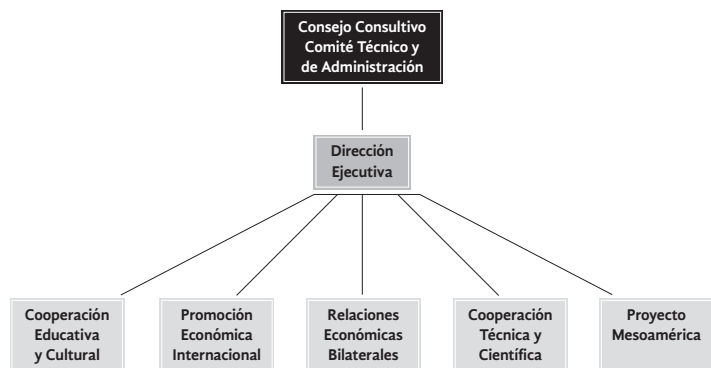 Consejo Consultivo
Comité Técnico y
de Administración
Dirección
Ejecutiva
Cooperación
Educativa
y Cultural
Promoción
Económica
Internacional
Relaciones
Económicas
Bilaterales
Cooperación
Técnica y
Científica
Proyecto
Mesoamérica